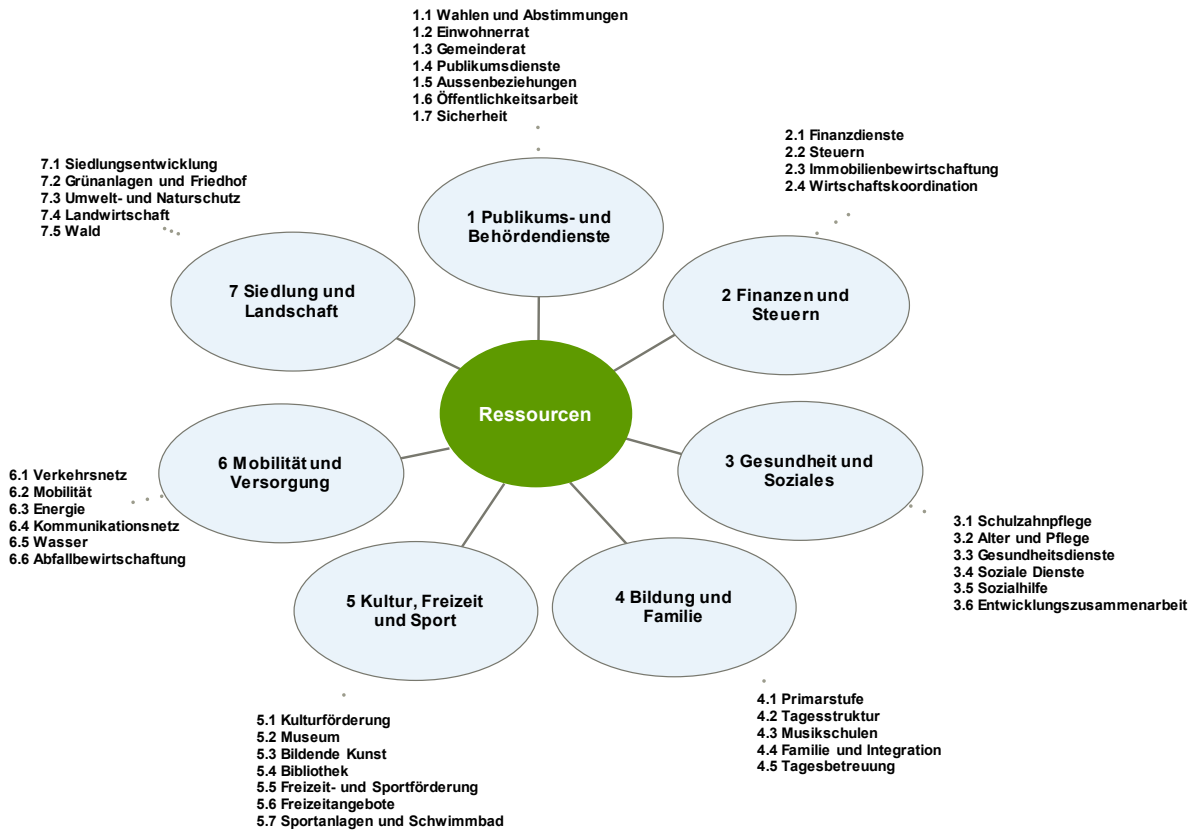 1.1 Wahlen und Abstimmungen
1.2 Einwohnerrat
1.3 Gemeinderat
1.4 Publikumsdienste
1.5 Aussenbeziehungen
1.6 Öffentlichkeitsarbeit
1.7 Sicherheit
2.1 Finanzdienste
2.2 Steuern
2.3 Immobilienbewirtschaftung
2.4 Wirtschaftskoordination
7.1 Siedlungsentwicklung
7.2 Grünanlagen und Friedhof
7.3 Umwelt- und Naturschutz
7.4 Landwirtschaft
7.5 Wald
1 Publikums- und
Behördendienste
7 Siedlung und
Landschaft
2 Finanzen und
Steuern
Ressourcen
6 Mobilität und
Versorgung
3 Gesundheit und
Soziales
6.1 Verkehrsnetz
6.2 Mobilität
6.3 Energie
6.4 Kommunikationsnetz
6.5 Wasser
6.6 Abfallbewirtschaftung
3.1 Schulzahnpflege
3.2 Alter und Pflege
3.3 Gesundheitsdienste
3.4 Soziale Dienste
3.5 Sozialhilfe
3.6 Entwicklungszusammenarbeit
5 Kultur, Freizeit
und Sport
4 Bildung und
Familie
4.1 Primarstufe
4.2 Tagesstruktur
4.3 Musikschulen
4.4 Familie und Integration
4.5 Tagesbetreuung
5.1 Kulturförderung
5.2 Museum
5.3 Bildende Kunst
5.4 Bibliothek
5.5 Freizeit- und Sportförderung
5.6 Freizeitangebote
5.7 Sportanlagen und Schwimmbad